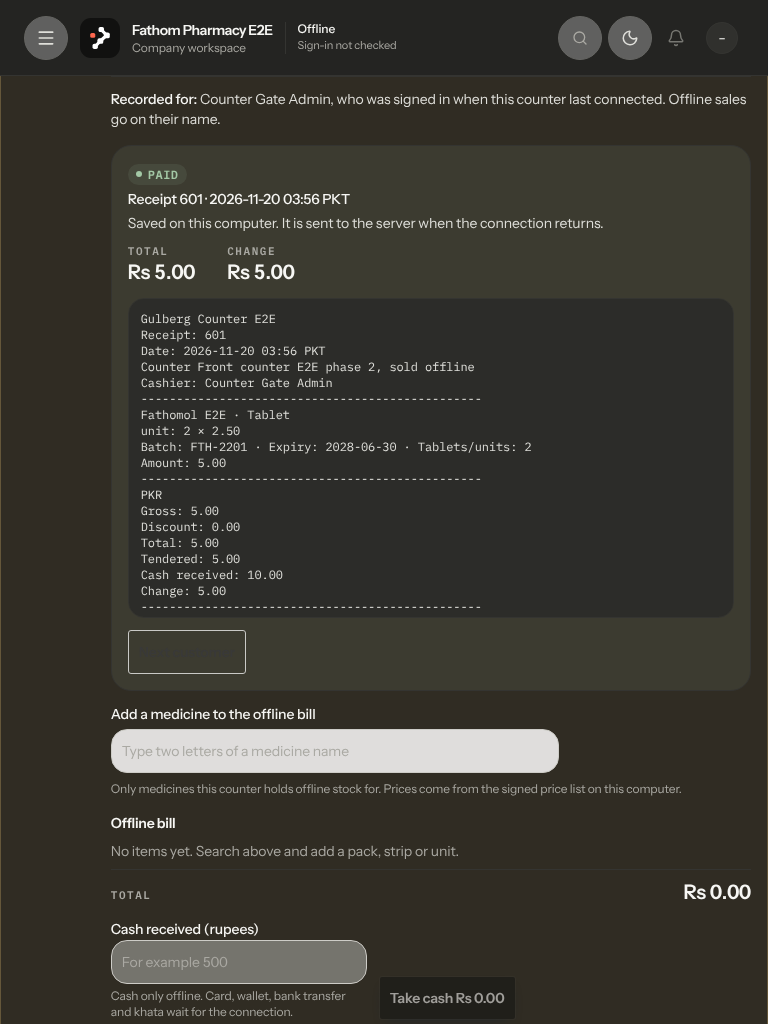 Fathom Pharmacy E2E
Company workspace
Offline
Sign-in not checked
-
Recorded for: Counter Gate Admin, who was signed in when this counter last connected. Offline sales
go on their name.
PAID
Receipt 601 · 2026-11-20 03:56 PKT
Saved on this computer. It is sent to the server when the connection returns.
TOTAL CHANGE
Rs 5.00 Rs 5.00
Gulberg Counter E2E
Receipt: 601
Date: 2026-11-20 03:56 PKT
Counter Front counter E2E phase 2, sold offline
Cashier: Counter Gate Admin
------------------------------------------------
Fathomol E2E · Tablet
unit: 2 × 2.50
Batch: FTH-2201 · Expiry: 2028-06-30 · Tablets/units: 2
Amount: 5.00
------------------------------------------------
PKR
Gross: 5.00
Discount: 0.00
Total: 5.00
Tendered: 5.00
Cash received: 10.00
Change: 5.00
------------------------------------------------
Add a medicine to the offline bill
Type two letters of a medicine name
Only medicines this counter holds offline stock for. Prices come from the signed price list on this computer.
Offline bill
No items yet. Search above and add a pack, strip or unit.
TOTAL Rs 0.00
Cash received (rupees)
For example 500
Cash only offline. Card, wallet, bank transfer
and khata wait for the connection.
Take cash Rs 0.00